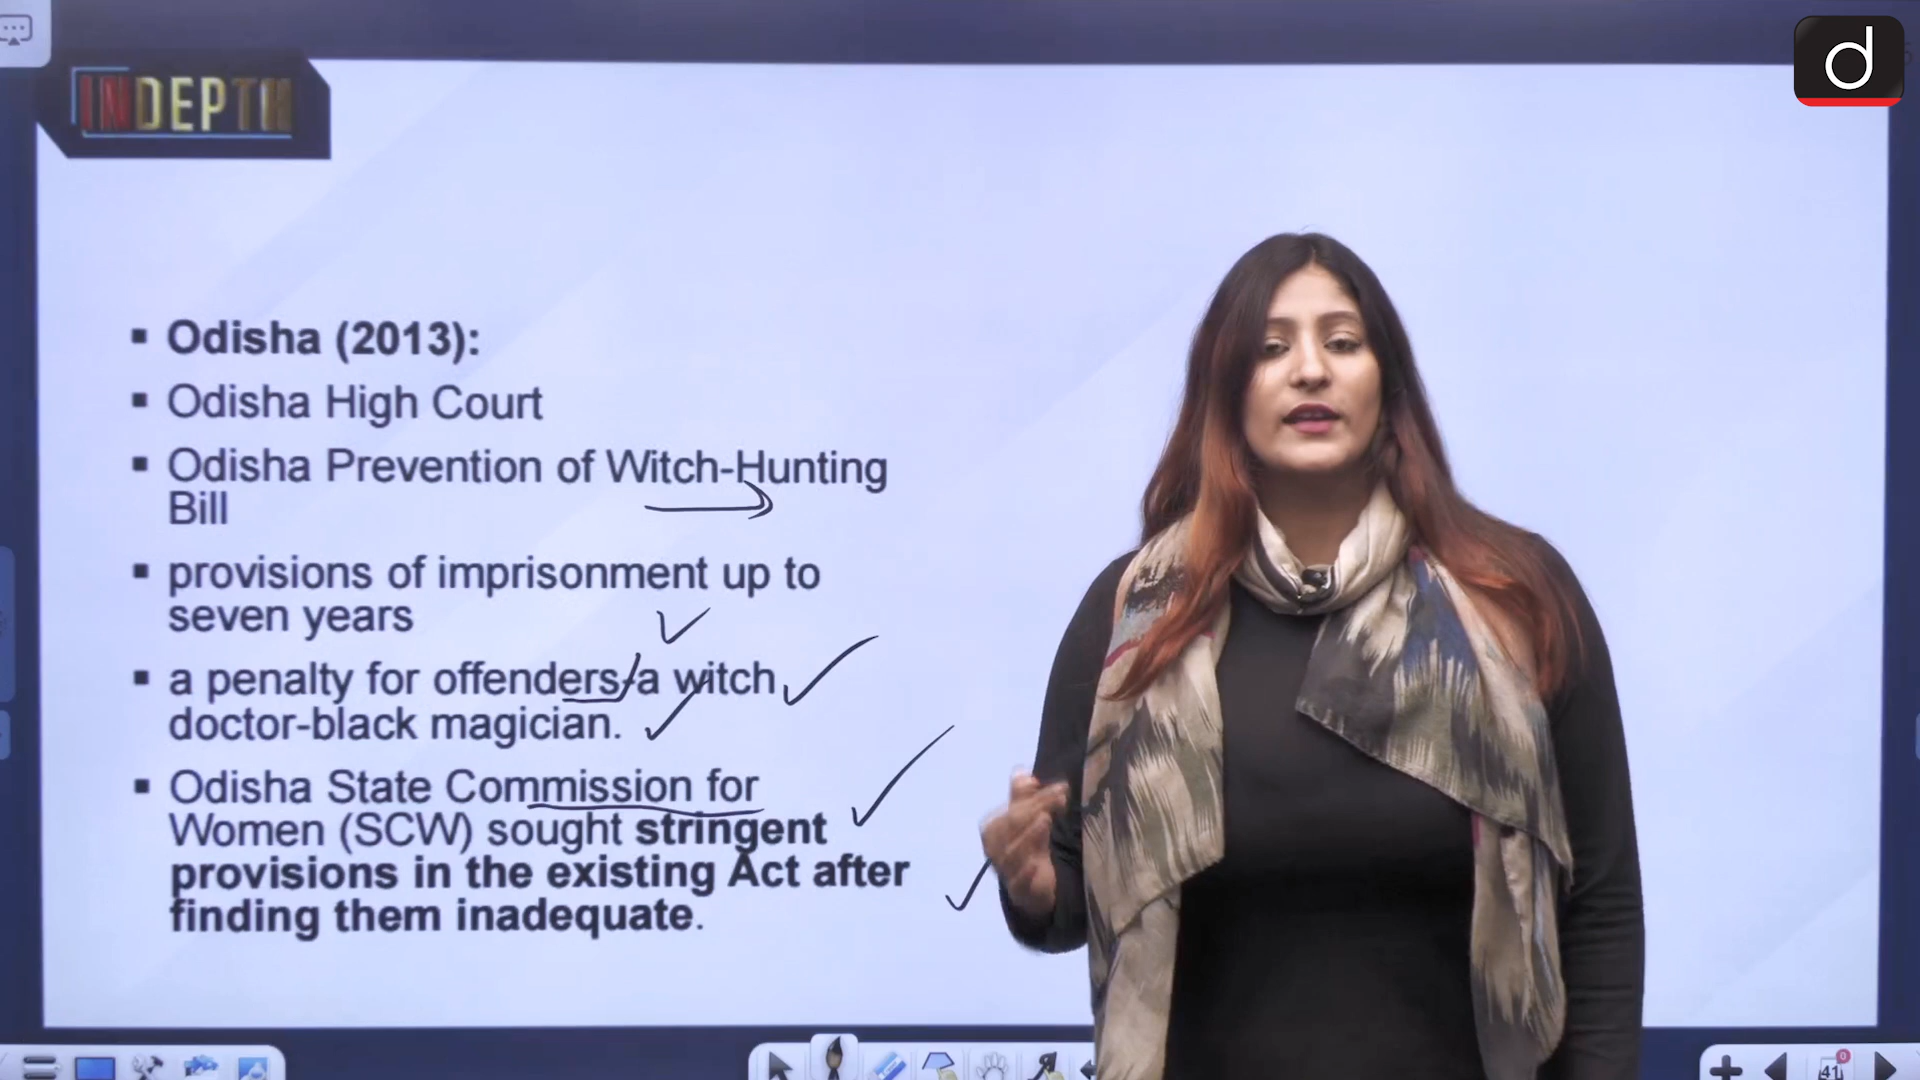 INDEPTH
d
▪ Odisha (2013):
▪ Odisha High Court
▪ Odisha Prevention of Witch-Hunting
Bill
▪ provisions of imprisonment up to
seven years
▪ a penalty for offenders-a witch
doctor-black magician.
▪ Odisha State Commission for
Women (SCW) sought stringent
provisions in the existing Act after
finding them inadequate.
41
0